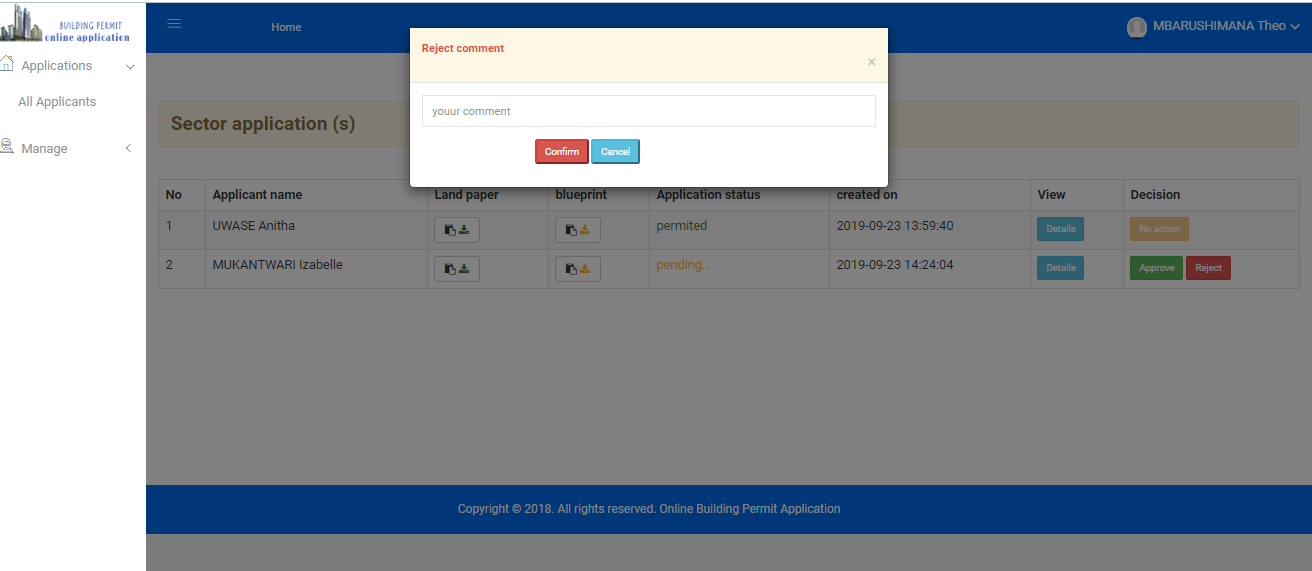 BUILDING PERMIT
online application
Home
MBARUSHIMANA Theo
Applications
All Applicants
Manage
Reject comment
×
youur comment
Confirm Cancel
Sector application (s)
No Applicant name Land paper blueprint Application status created on View Decision
1 UWASE Anitha permited 2019-09-23 13:59:40 Details No action
2 MUKANTWARI Izabelle pending.. 2019-09-23 14:24:04 Details Approve Reject
Copyright © 2018. All rights reserved. Online Building Permit Application